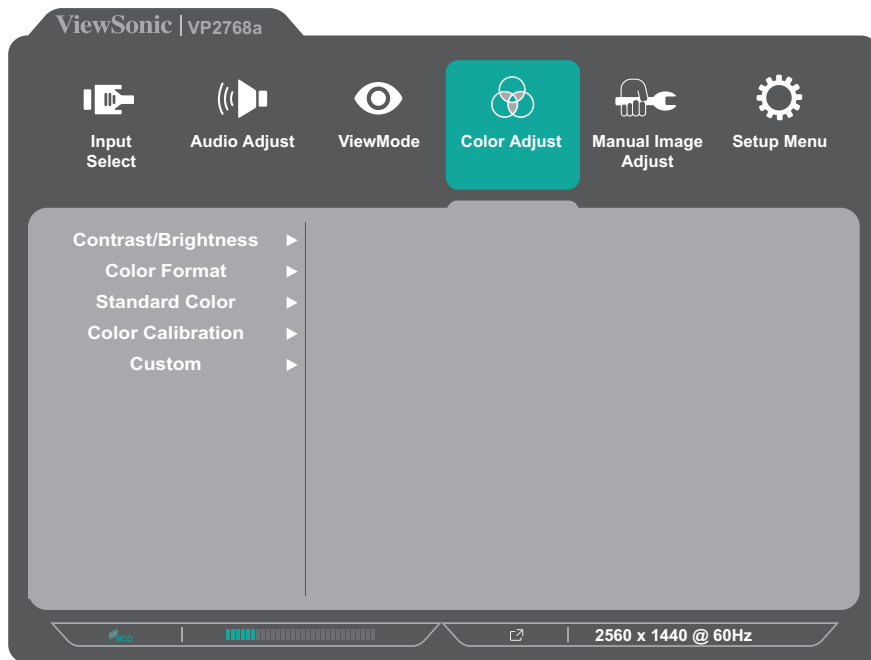 ViewSonic | VP2768a
Input
Select
Audio Adjust
ViewMode
Color Adjust
Manual Image
Adjust
Setup Menu
Contrast/Brightness
Color Format
Standard Color
Color Calibration
Custom
eco
2560 x 1440 @ 60Hz